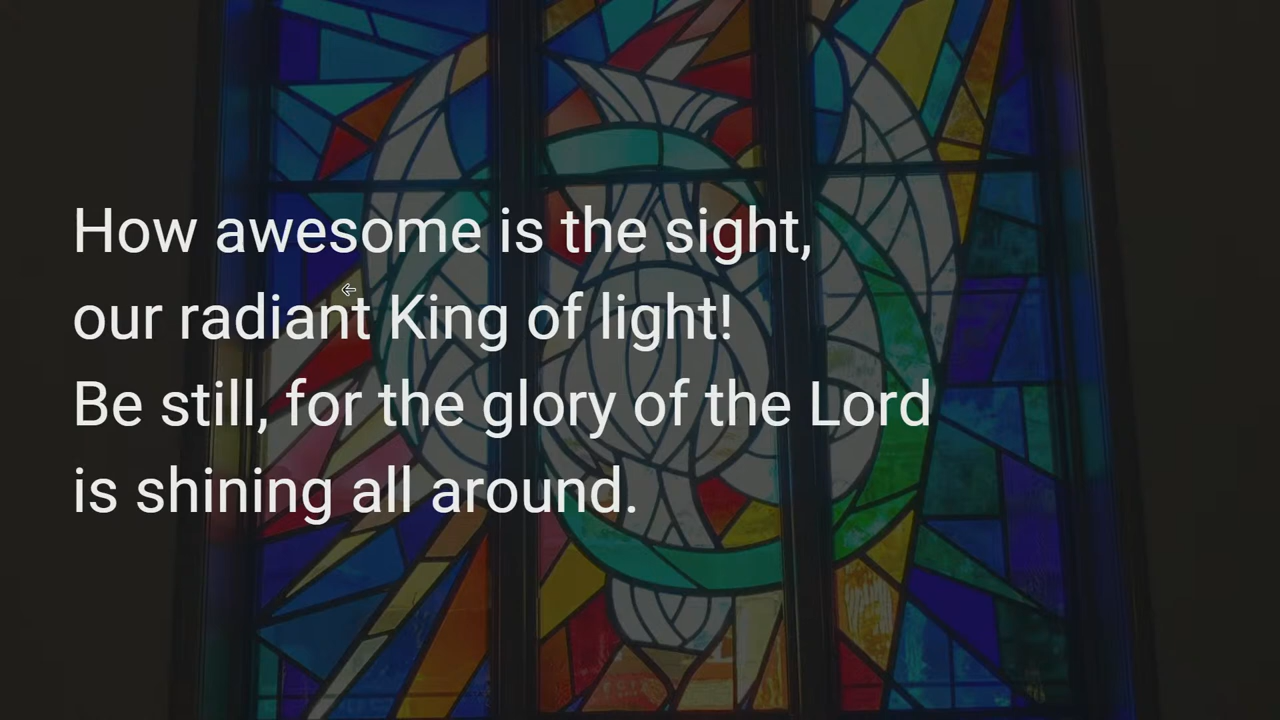 How awesome is the sight,
our radiant King of light!
Be still, for the glory of the Lord
is shining all around.